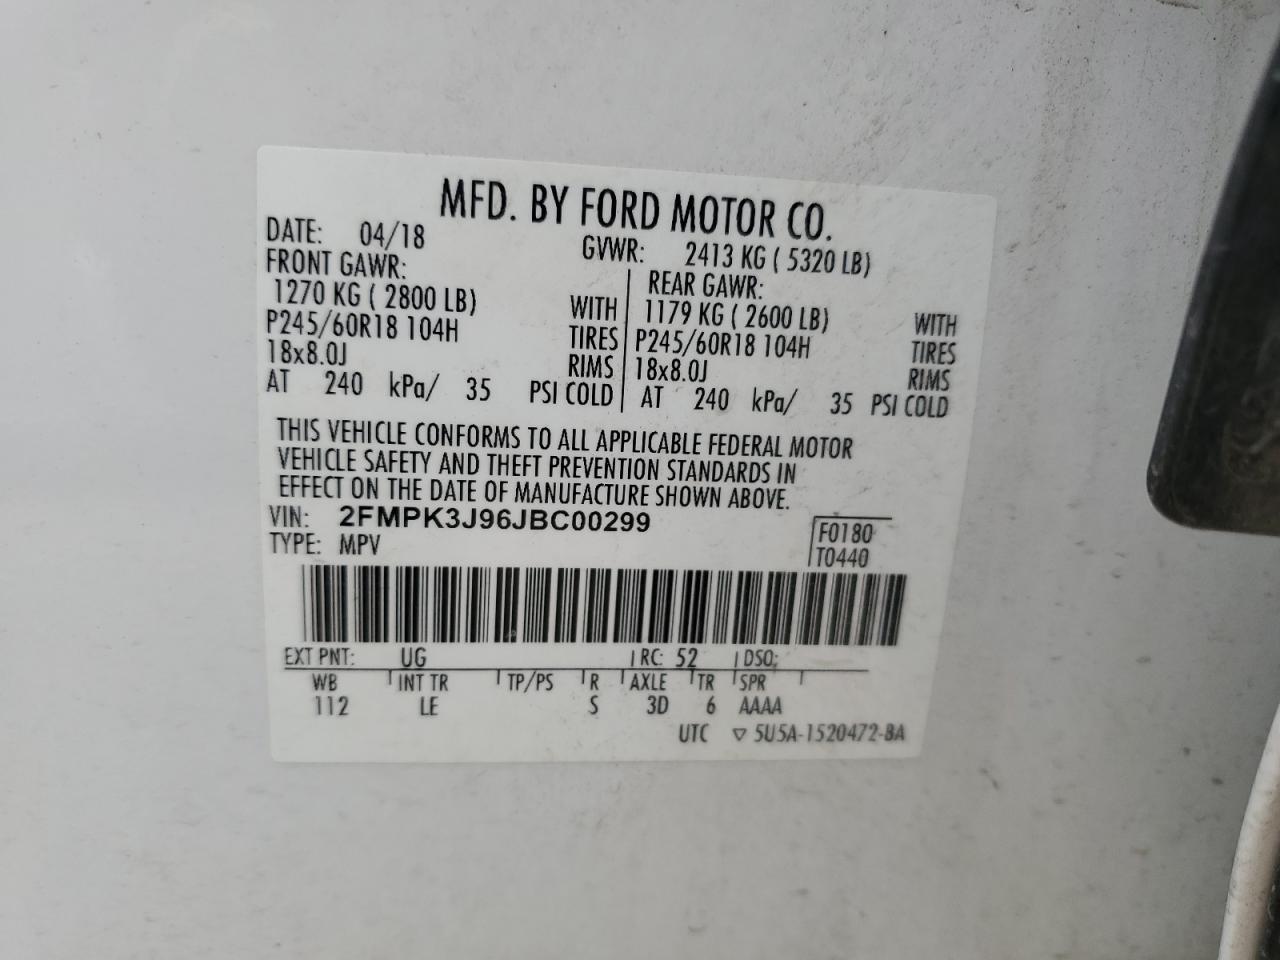 MFD. BY FORD MOTOR CO.
DATE: 04/18 GVWR: 2413 KG ( 5320 LB)
FRONT GAWR: REAR GAWR:
1270 KG ( 2800 LB) WITH 1179 KG ( 2600 LB) WITH
P245/60R18 104H TIRES P245/60R18 104H TIRES
18x8.0J RIMS 18x8.0J RIMS
AT 240 kPa/ 35 PSI COLD AT 240 kPa/ 35 PSI COLD
THIS VEHICLE CONFORMS TO ALL APPLICABLE FEDERAL MOTOR
VEHICLE SAFETY AND THEFT PREVENTION STANDARDS IN
EFFECT ON THE DATE OF MANUFACTURE SHOWN ABOVE.
VIN: 2FMPK3J96JBC00299 F0180
TYPE: MPV T0440
EXT PNT: UG RC: 52 DSO:
WB INT TR TP/PS R AXLE TR SPR
112 LE S 3D 6 AAAA
UTC ▽ 5U5A-1520472-BA